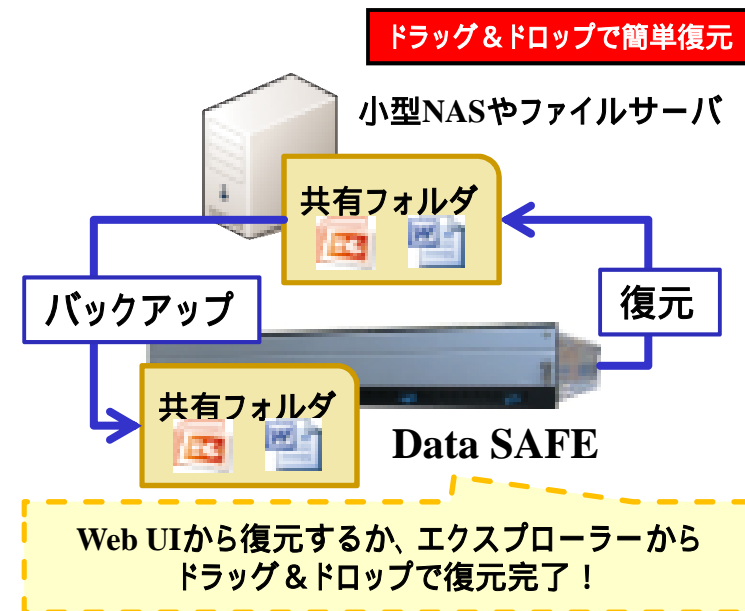 ドラッグ＆ドロップで簡単復元
小型NASやファイルサーバ
共有フォルダ
バックアップ
復元
共有フォルダ
Data SAFE
Web UIから復元するか、エクスプローラーから
ドラッグ＆ドロップで復元完了！